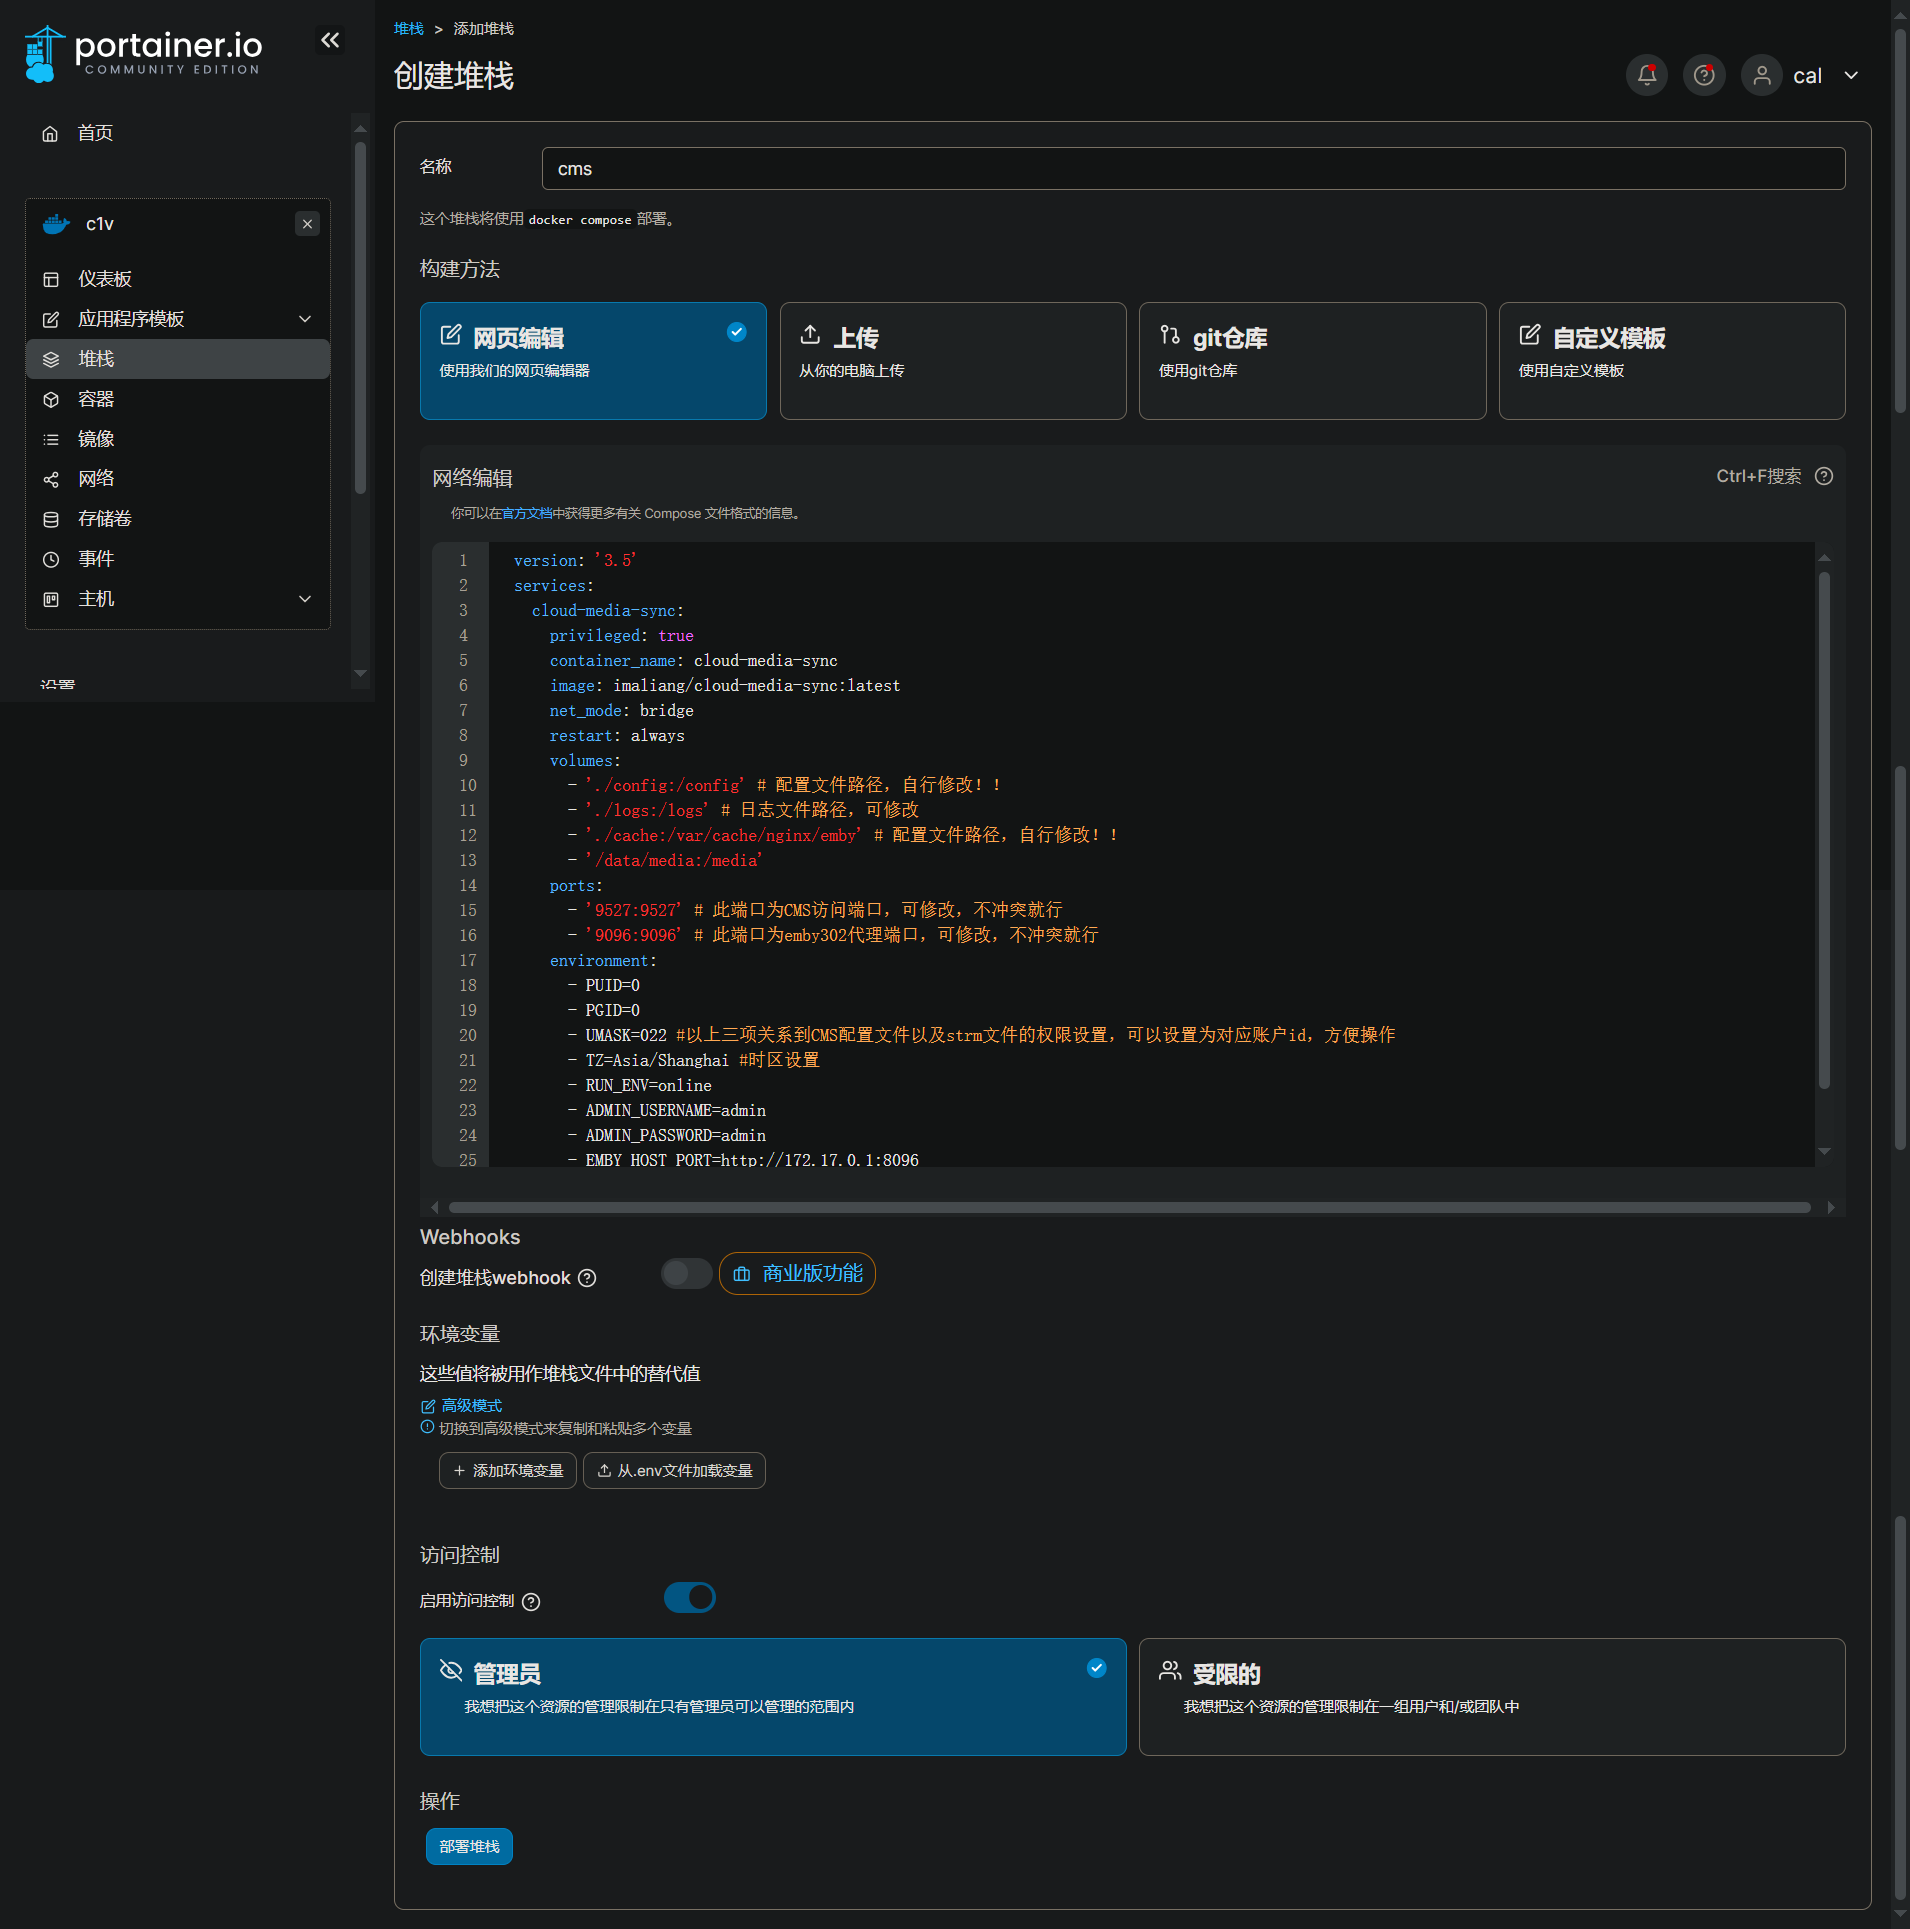 portainer.io
COMMUNITY EDITION
首页
c1v
仪表板
应用程序模板
堆栈
容器
镜像
网络
存储卷
事件
主机
设置
堆栈 > 添加堆栈
创建堆栈
cal
名称
cms
这个堆栈将使用 docker compose 部署。
构建方法
网页编辑
使用我们的网页编辑器
上传
从你的电脑上传
git仓库
使用git仓库
自定义模板
使用自定义模板
网络编辑
Ctrl+F搜索
你可以在官方文档中获得更多有关 Compose 文件格式的信息。
1 version: '3.5'
2 services:
3 cloud-media-sync:
4 privileged: true
5 container_name: cloud-media-sync
6 image: imaliang/cloud-media-sync:latest
7 net_mode: bridge
8 restart: always
9 volumes:
10 - './config:/config' # 配置文件路径，自行修改！！
11 - './logs:/logs' # 日志文件路径，可修改
12 - './cache:/var/cache/nginx/emby' # 配置文件路径，自行修改！！
13 - '/data/media:/media'
14 ports:
15 - '9527:9527' # 此端口为CMS访问端口，可修改，不冲突就行
16 - '9096:9096' # 此端口为emby302代理端口，可修改，不冲突就行
17 environment:
18 - PUID=0
19 - PGID=0
20 - UMASK=022 #以上三项关系到CMS配置文件以及strm文件的权限设置，可以设置为对应账户id，方便操作
21 - TZ=Asia/Shanghai #时区设置
22 - RUN_ENV=online
23 - ADMIN_USERNAME=admin
24 - ADMIN_PASSWORD=admin
25 - EMBY_HOST_PORT=http://172.17.0.1:8096
Webhooks
创建堆栈webhook
商业版功能
环境变量
这些值将被用作堆栈文件中的替代值
高级模式
切换到高级模式来复制和粘贴多个变量
+ 添加环境变量
从.env文件加载变量
访问控制
启用访问控制
管理员
我想把这个资源的管理限制在只有管理员可以管理的范围内
受限的
我想把这个资源的管理限制在一组用户和/或团队中
操作
部署堆栈